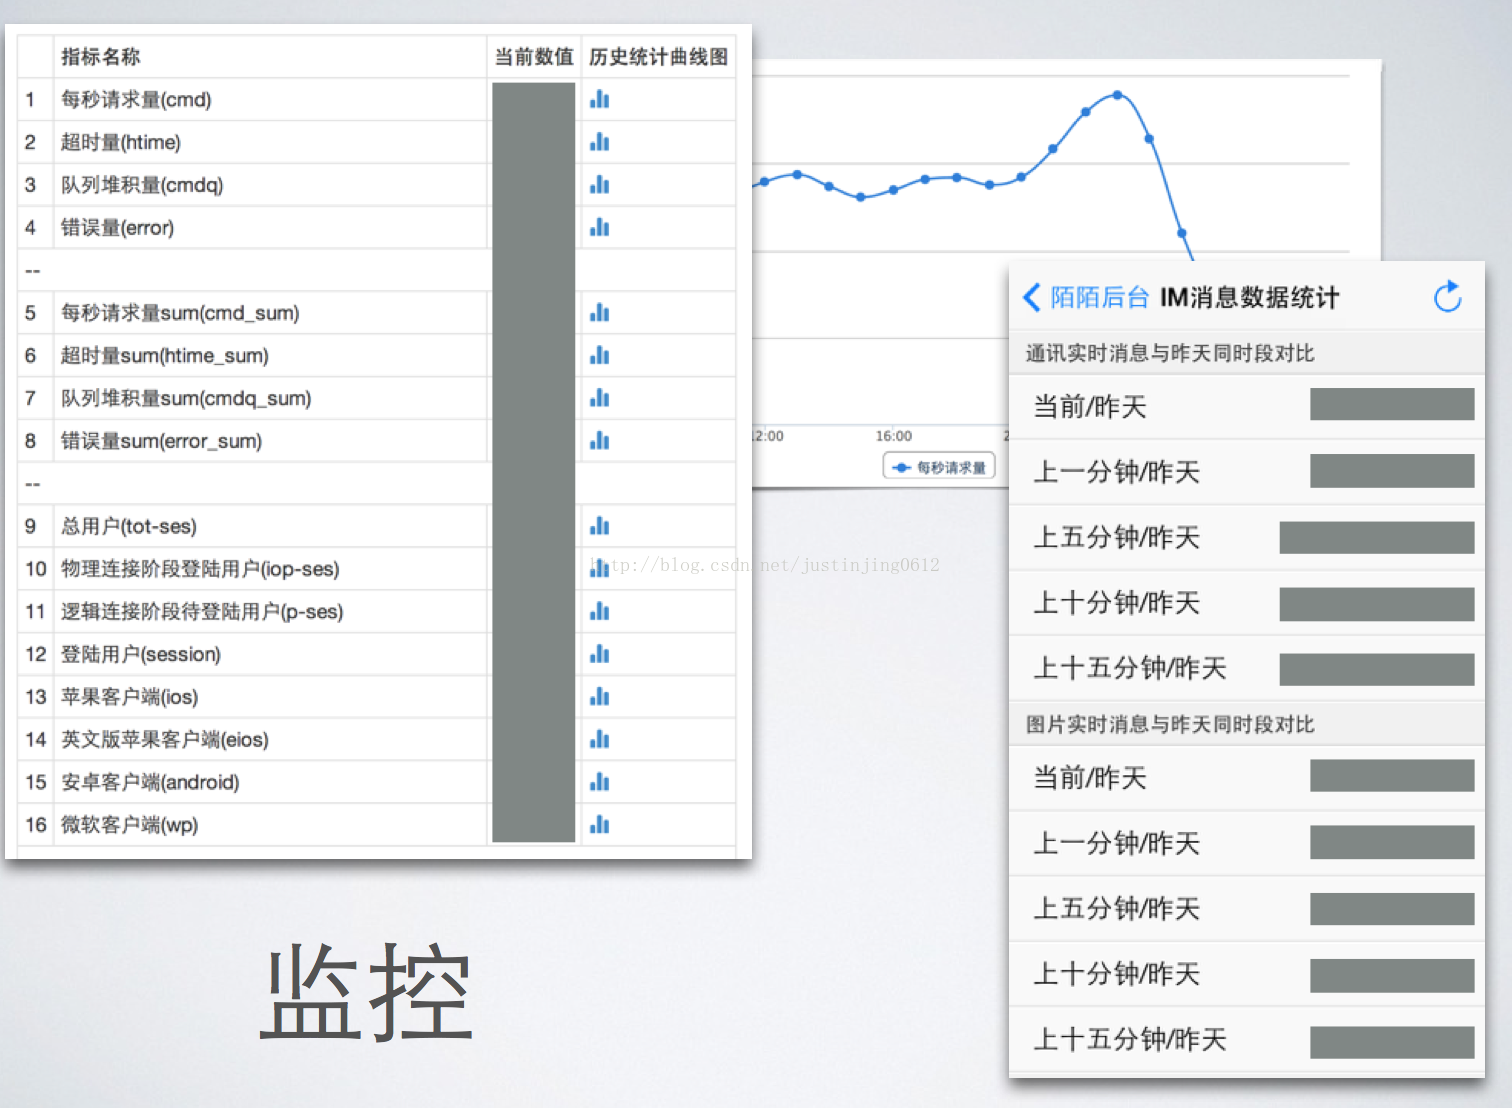 指标名称 当前数值 历史统计曲线图
1 每秒请求量(cmd)
2 超时量(htime)
3 队列堆积量(cmdq)
4 错误量(error)
--
5 每秒请求量sum(cmd_sum)
6 超时量sum(htime_sum)
7 队列堆积量sum(cmdq_sum)
8 错误量sum(error_sum)
--
9 总用户(tot-ses)
10 物理连接阶段登陆用户(iop-ses)
11 逻辑连接阶段待登陆用户(p-ses)
12 登陆用户(session)
13 苹果客户端(ios)
14 英文版苹果客户端(eios)
15 安卓客户端(android)
16 微软客户端(wp)
12:00 16:00
每秒请求量
http://blog.csdn.net/justinjing0612
陌陌后台 IM消息数据统计
通讯实时消息与昨天同时段对比
当前/昨天
上一分钟/昨天
上五分钟/昨天
上十分钟/昨天
上十五分钟/昨天
图片实时消息与昨天同时段对比
当前/昨天
上一分钟/昨天
上五分钟/昨天
上十分钟/昨天
上十五分钟/昨天
监控